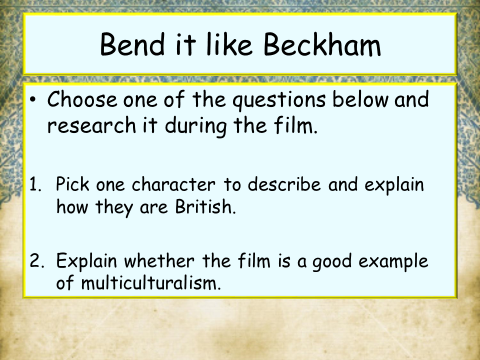 Bend it like Beckham
• Choose one of the questions below and
research it during the film.
1. Pick one character to describe and explain
how they are British.
2. Explain whether the film is a good example
of multiculturalism.